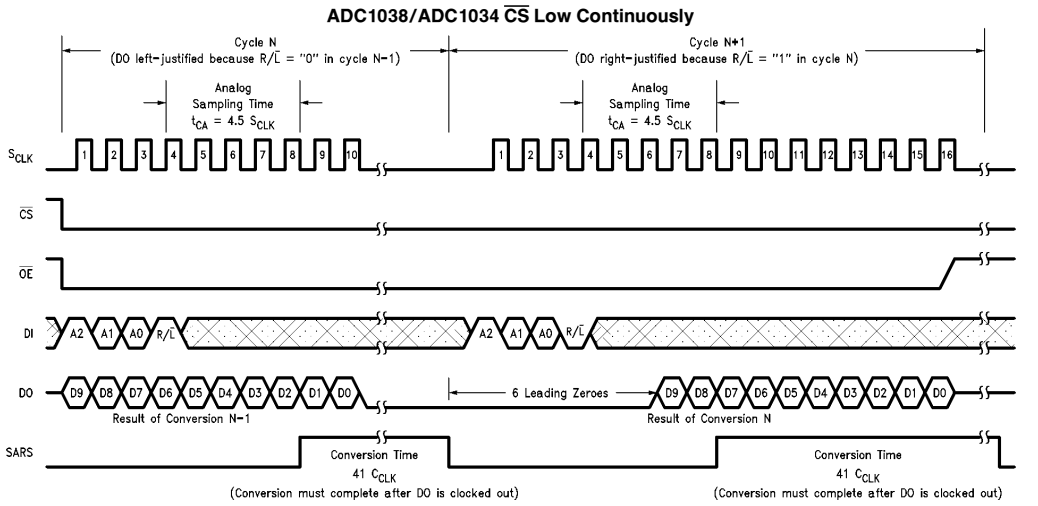 ADC1038/ADC1034 C̅S̅ Low Continuously
Cycle N
(DO left-justified because R/L̅ = "0" in cycle N-1)
Cycle N+1
(DO right-justified because R/L̅ = "1" in cycle N)
Analog
Sampling Time
tCA = 4.5 SCLK
Analog
Sampling Time
tCA = 4.5 SCLK
SCLK 1 2 3 4 5 6 7 8 9 10 1 2 3 4 5 6 7 8 9 10 11 12 13 14 15 16
C̅S̅
O̅E̅
DI A2 A1 A0 R/L̅ A2 A1 A0 R/L̅
DO D9 D8 D7 D6 D5 D4 D3 D2 D1 D0 6 Leading Zeroes D9 D8 D7 D6 D5 D4 D3 D2 D1 D0
Result of Conversion N-1
Result of Conversion N
SARS
Conversion Time
41 CCLK
(Conversion must complete after DO is clocked out)
Conversion Time
41 CCLK
(Conversion must complete after DO is clocked out)